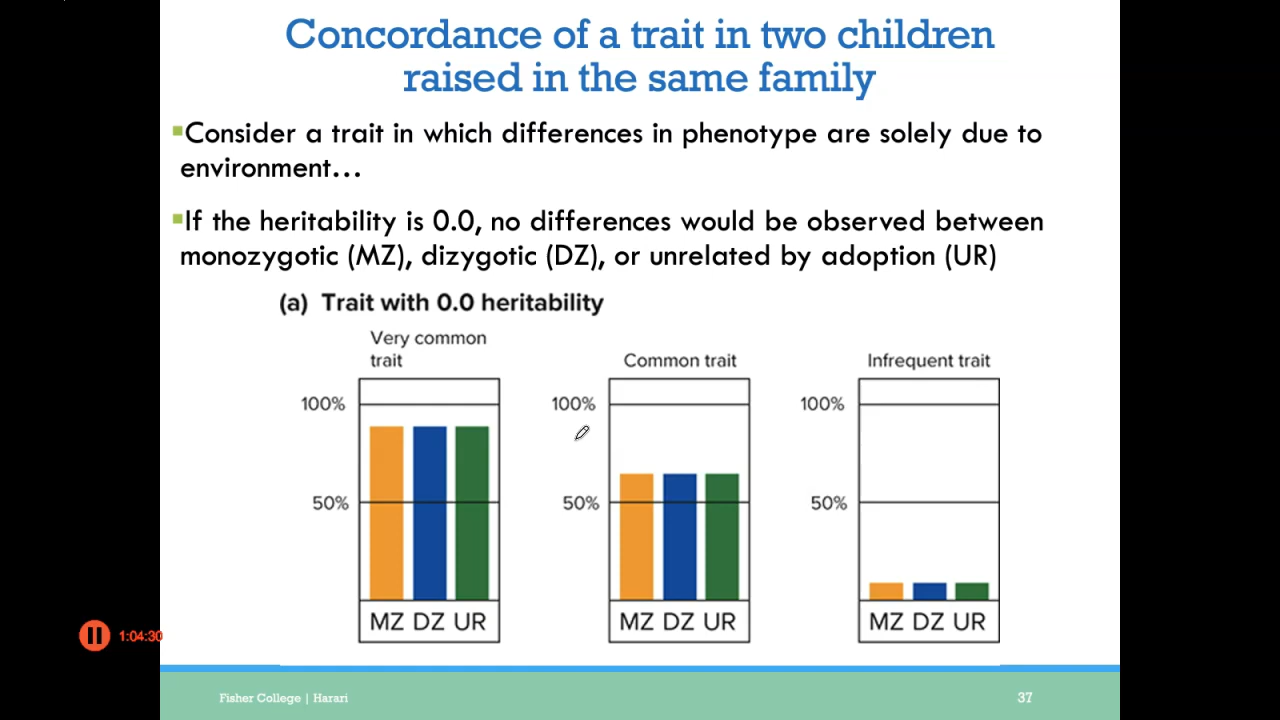 Concordance of a trait in two children
raised in the same family
▪Consider a trait in which differences in phenotype are solely due to
environment…
▪If the heritability is 0.0, no differences would be observed between
monozygotic (MZ), dizygotic (DZ), or unrelated by adoption (UR)
(a) Trait with 0.0 heritability
Very common
trait
100%
50%
MZ DZ UR
Common trait
100%
50%
MZ DZ UR
Infrequent trait
100%
50%
MZ DZ UR
1:04:30
Fisher College | Harari
37